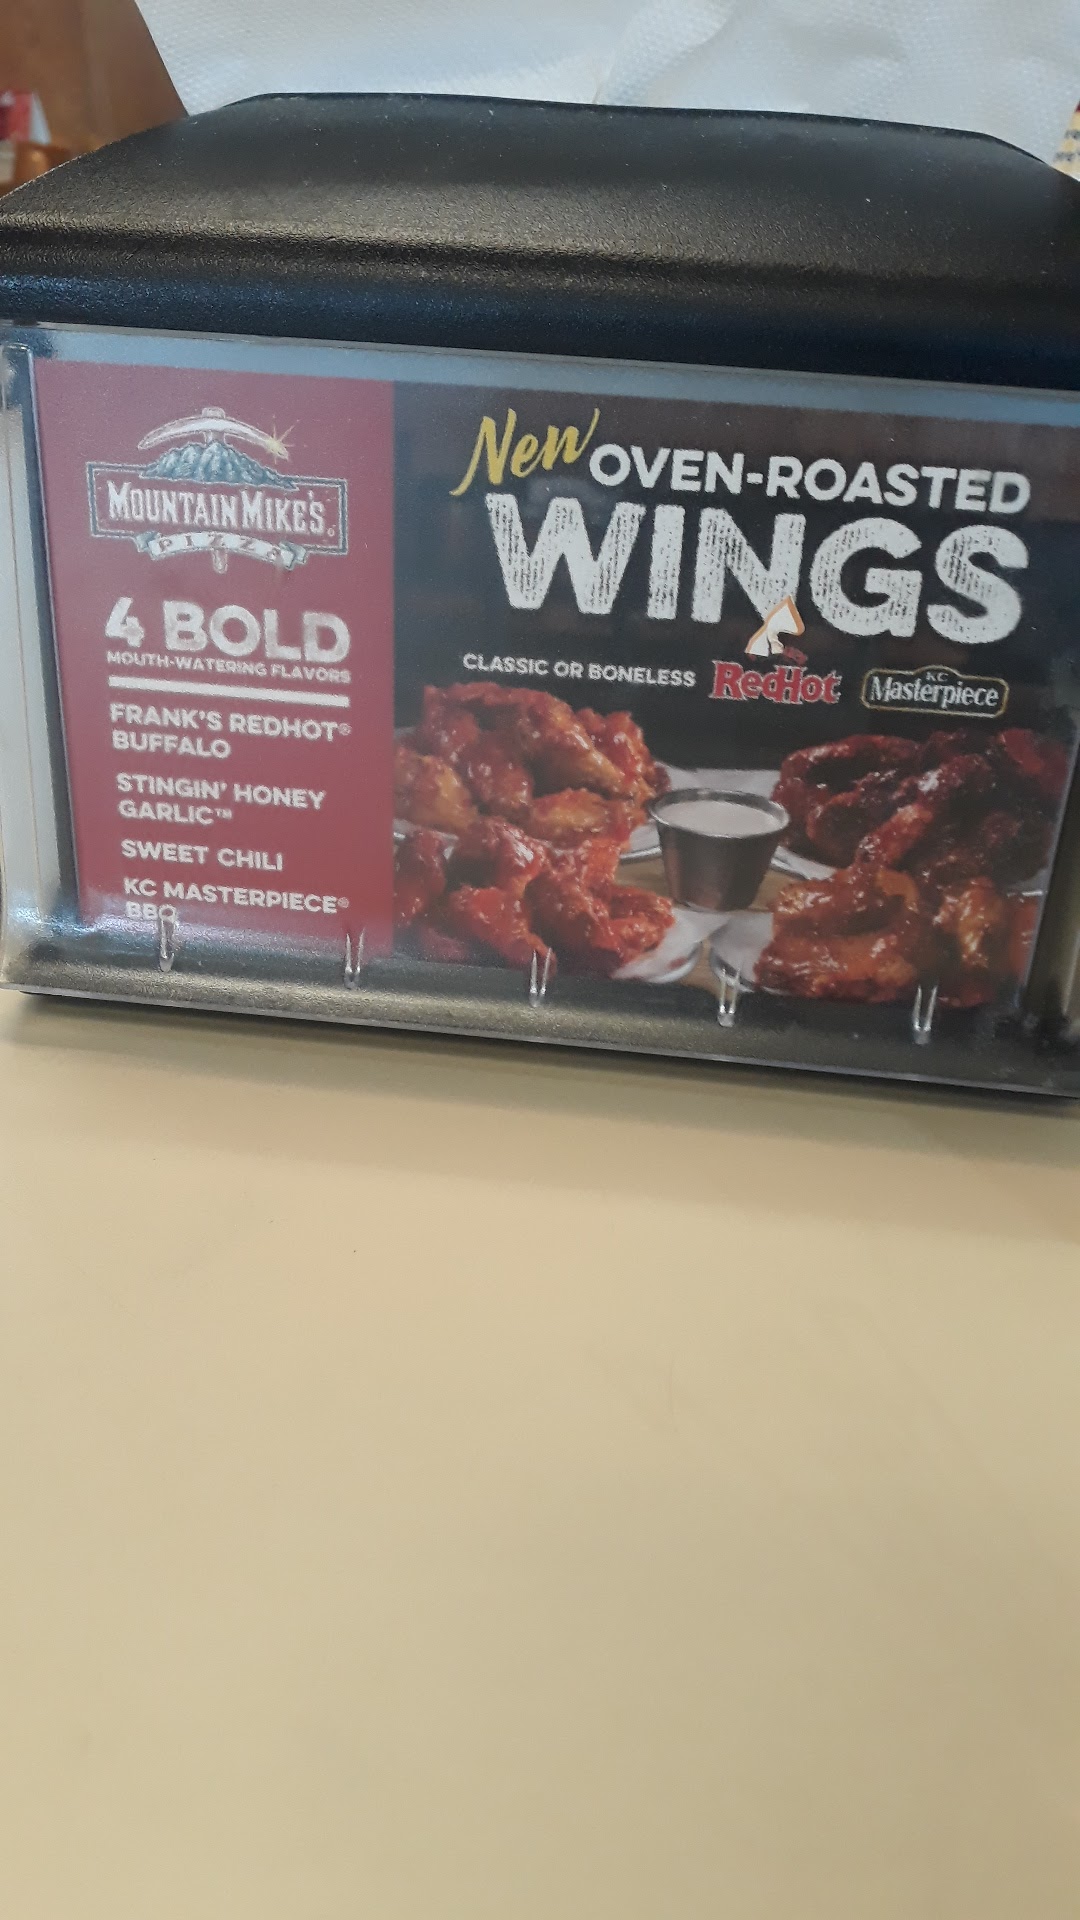 MOUNTAIN MIKE'S
PIZZA
4 BOLD
MOUTH-WATERING FLAVORS
FRANK'S REDHOT®
BUFFALO
STINGIN' HONEY
GARLIC™
SWEET CHILI
KC MASTERPIECE®
BBQ
New OVEN-ROASTED
WINGS
CLASSIC OR BONELESS
RedHot
KC
Masterpiece